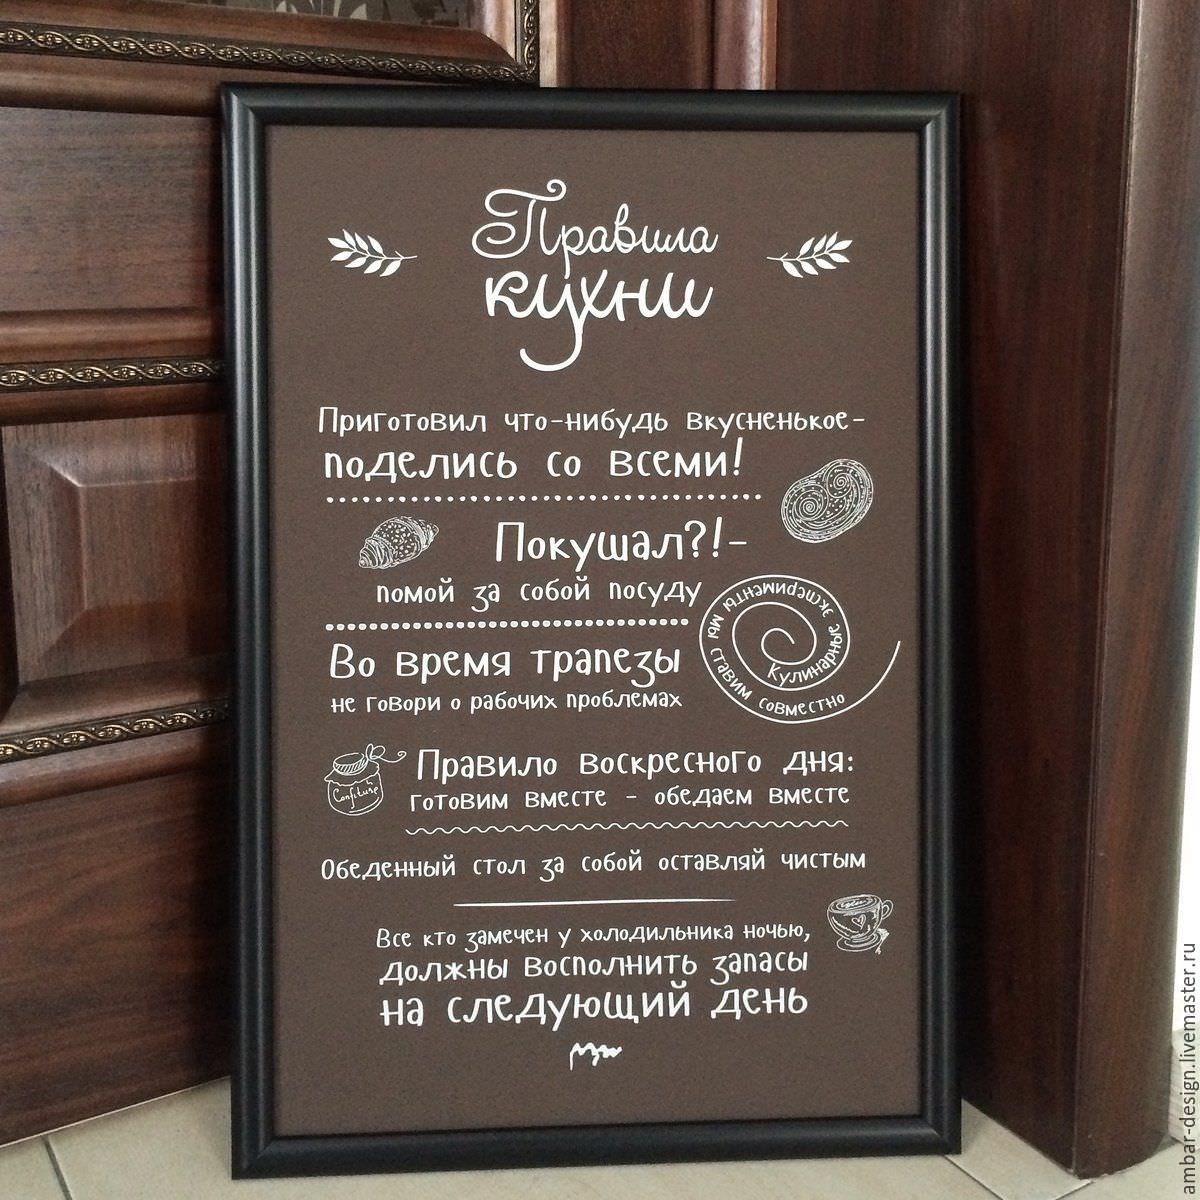 Правила
кухни
Приготовил что-нибудь вкусненькое-
поделись со всеми!
Покушал?!-
помой за собой посуду
Кулинарные эксперименты мы ставим совместно
Во время трапезы
не говори о рабочих проблемах
Confiture
Правило воскресного дня:
готовим вместе - обедаем вместе
Обеденный стол за собой оставляй чистым
Все кто замечен у холодильника ночью,
должны восполнить запасы
на следующий день
ambar-design.livemaster.ru